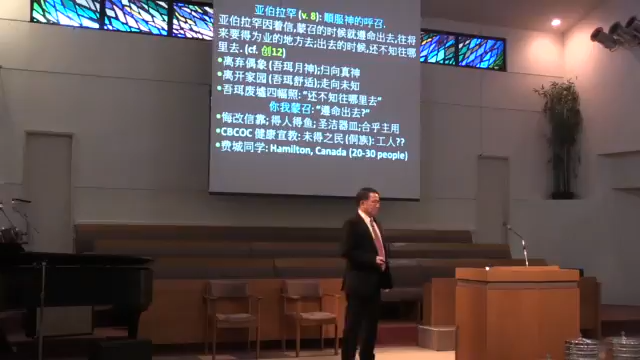 亚伯拉罕 (v. 8): 顺服神的呼召,
亚伯拉罕因着信,蒙召的时候就遵命出去,往将
来要得为业的地方去;出去的时候,还不知往哪
里去. (cf. 创12)
•离弃偶象 (吾珥月神);归向真神
•离开家园 (吾珥舒适);走向未知
•吾珥废墟四幅照: “还不知往哪里去”
你我蒙召: “遵命出去?”
•悔改信靠; 得人得鱼; 圣洁器皿;合乎主用
•CBCOC 健康宣教: 未得之民 (侗族): 工人??
•费城同学: Hamilton, Canada (20-30 people)